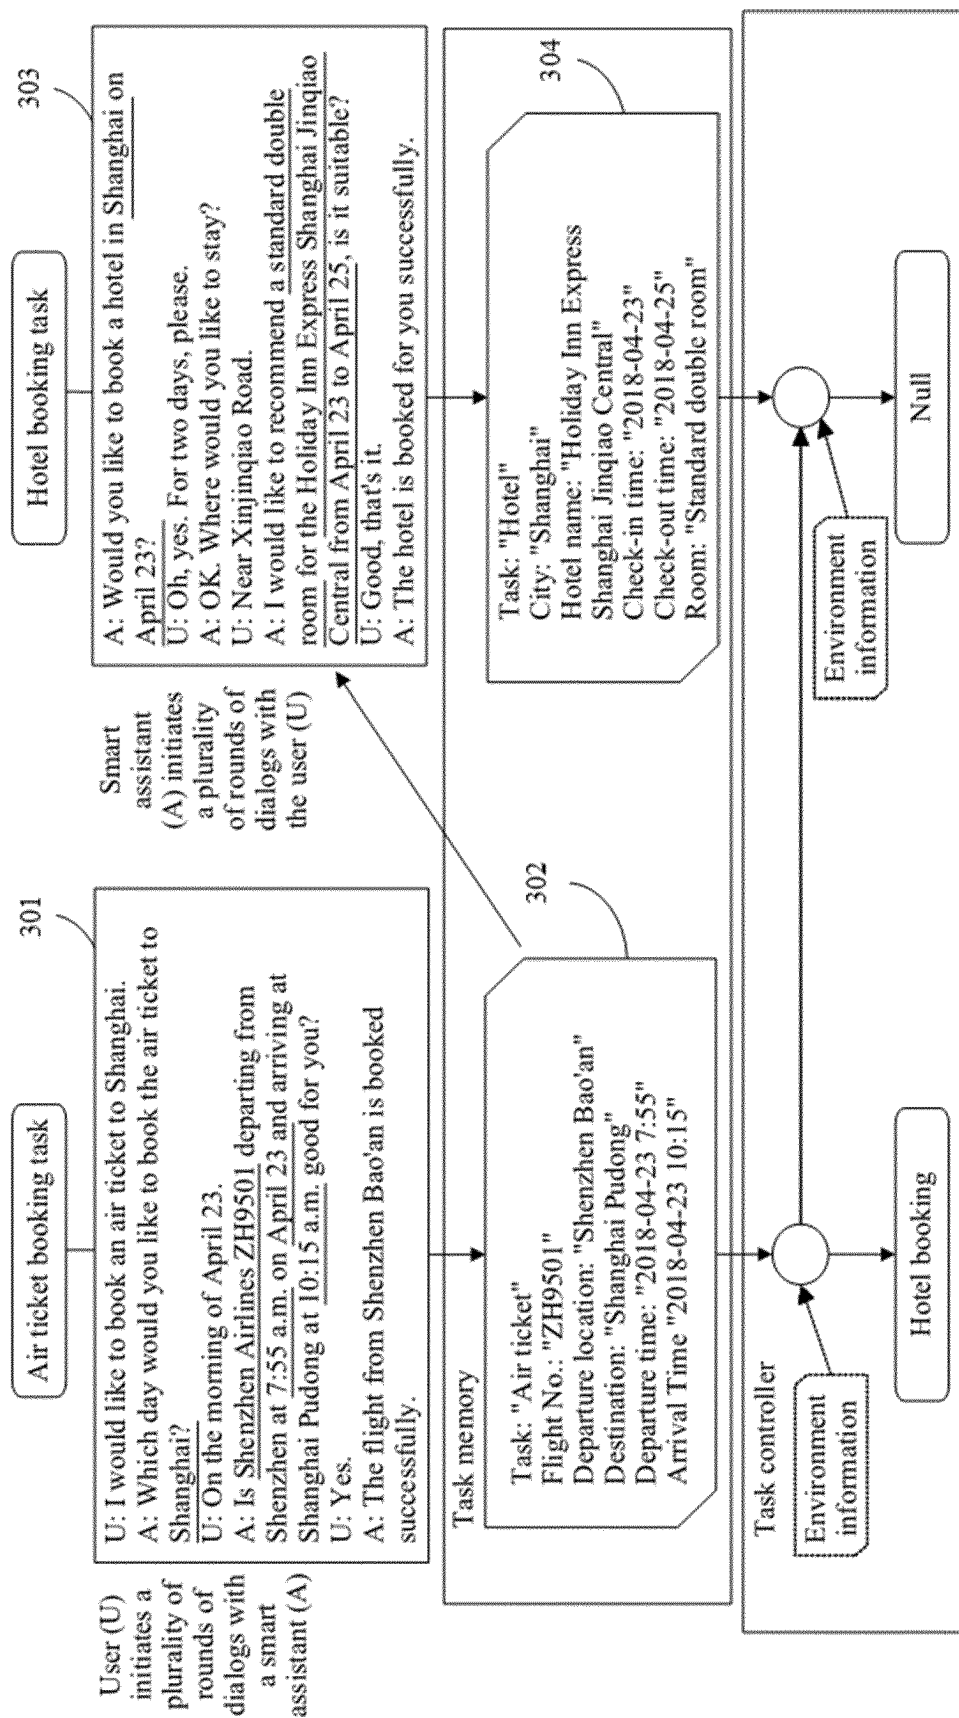 Air ticket booking task
301
User (U)
initiates a
plurality of
rounds of
dialogs with
a smart
assistant (A)
U: I would like to book an air ticket to Shanghai.
A: Which day would you like to book the air ticket to
Shanghai?
U: On the morning of April 23.
A: Is Shenzhen Airlines ZH9501 departing from
Shenzhen at 7:55 a.m. on April 23 and arriving at
Shanghai Pudong at 10:15 a.m. good for you?
U: Yes.
A: The flight from Shenzhen Bao'an is booked
successfully.
Hotel booking task
303
Smart
assistant
(A) initiates
a plurality
of rounds of
dialogs with
the user (U)
A: Would you like to book a hotel in Shanghai on
April 23?
U: Oh, yes. For two days, please.
A: OK. Where would you like to stay?
U: Near Xinjinqiao Road.
A: I would like to recommend a standard double
room for the Holiday Inn Express Shanghai Jinqiao
Central from April 23 to April 25, is it suitable?
U: Good, that's it.
A: The hotel is booked for you successfully.
Task memory
302
Task: "Air ticket"
Flight No.: "ZH9501"
Departure location: "Shenzhen Bao'an"
Destination: "Shanghai Pudong"
Departure time: "2018-04-23 7:55"
Arrival Time "2018-04-23 10:15"
304
Task: "Hotel"
City: "Shanghai"
Hotel name: "Holiday Inn Express
Shanghai Jinqiao Central"
Check-in time: "2018-04-23"
Check-out time: "2018-04-25"
Room: "Standard double room"
Task controller
Environment
information
Hotel booking
Environment
information
Null